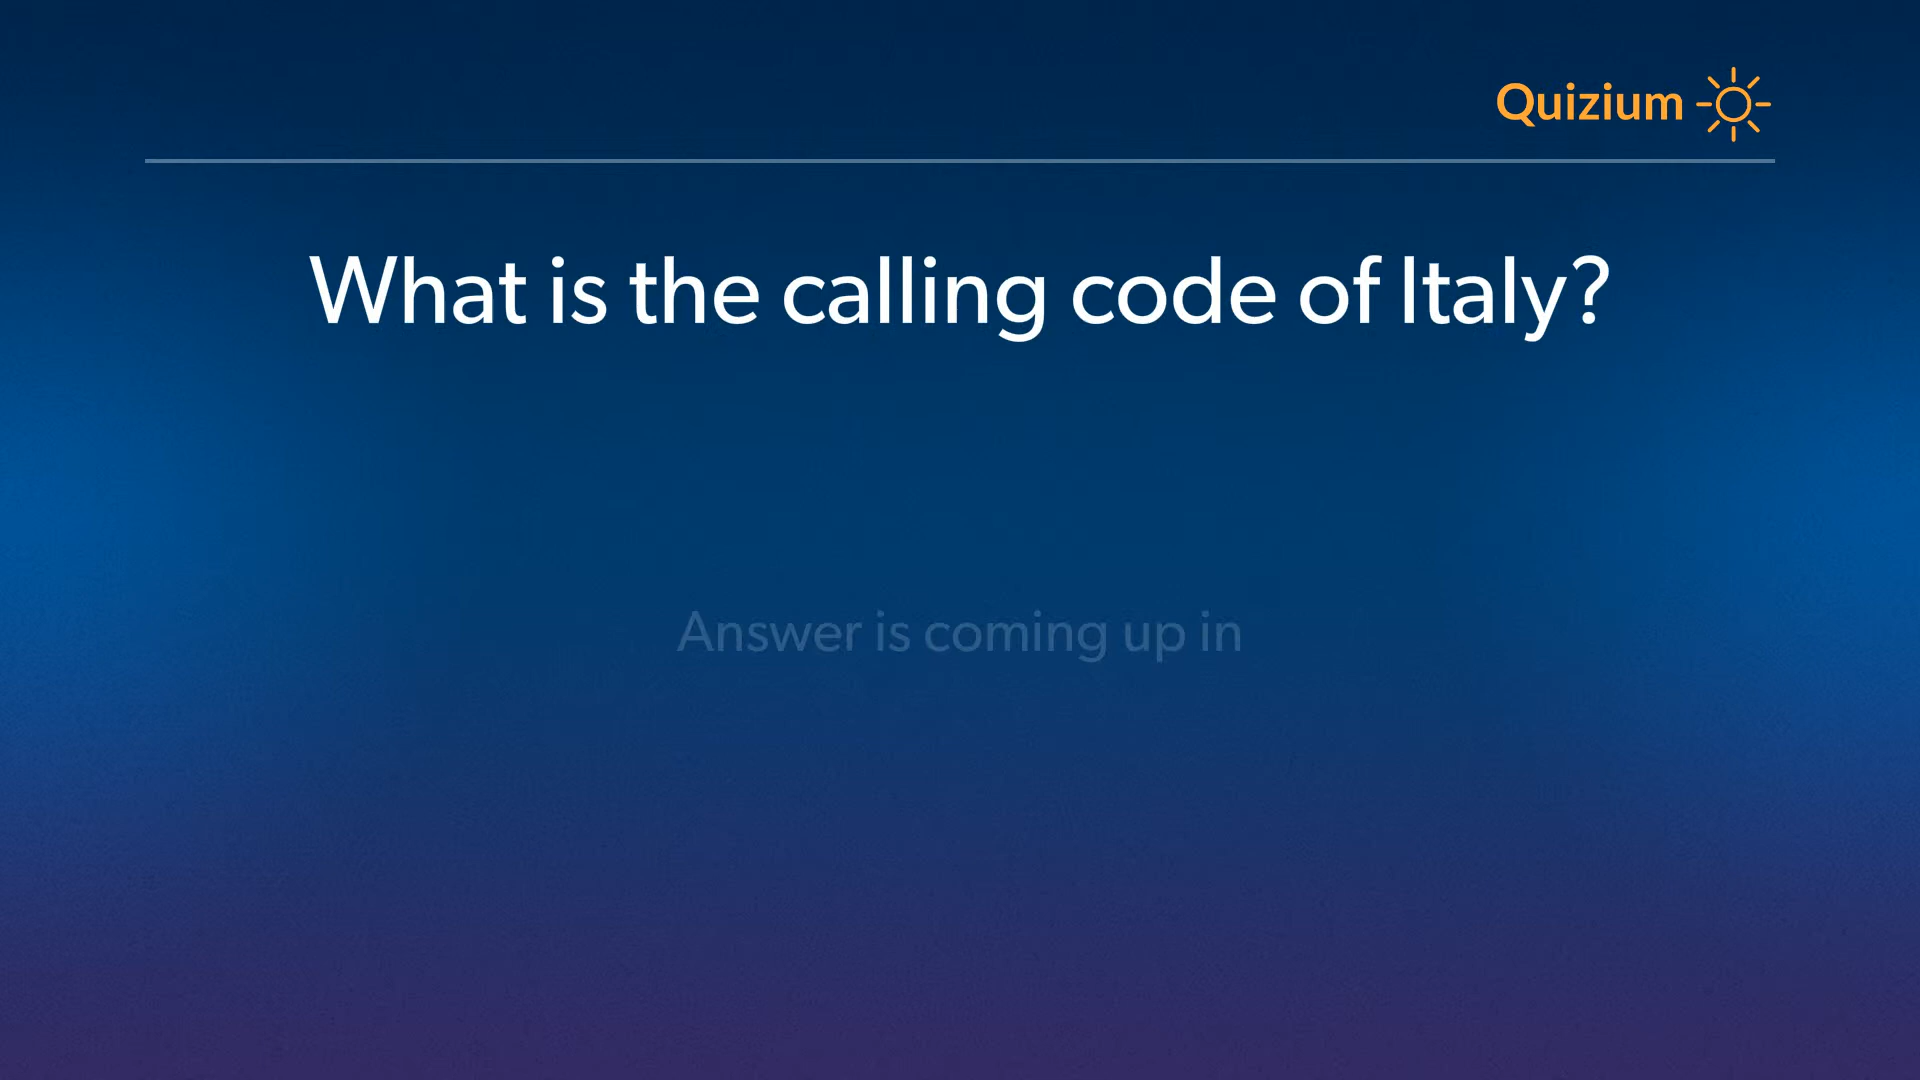 Quizium
What is the calling code of Italy?
Answer is coming up in